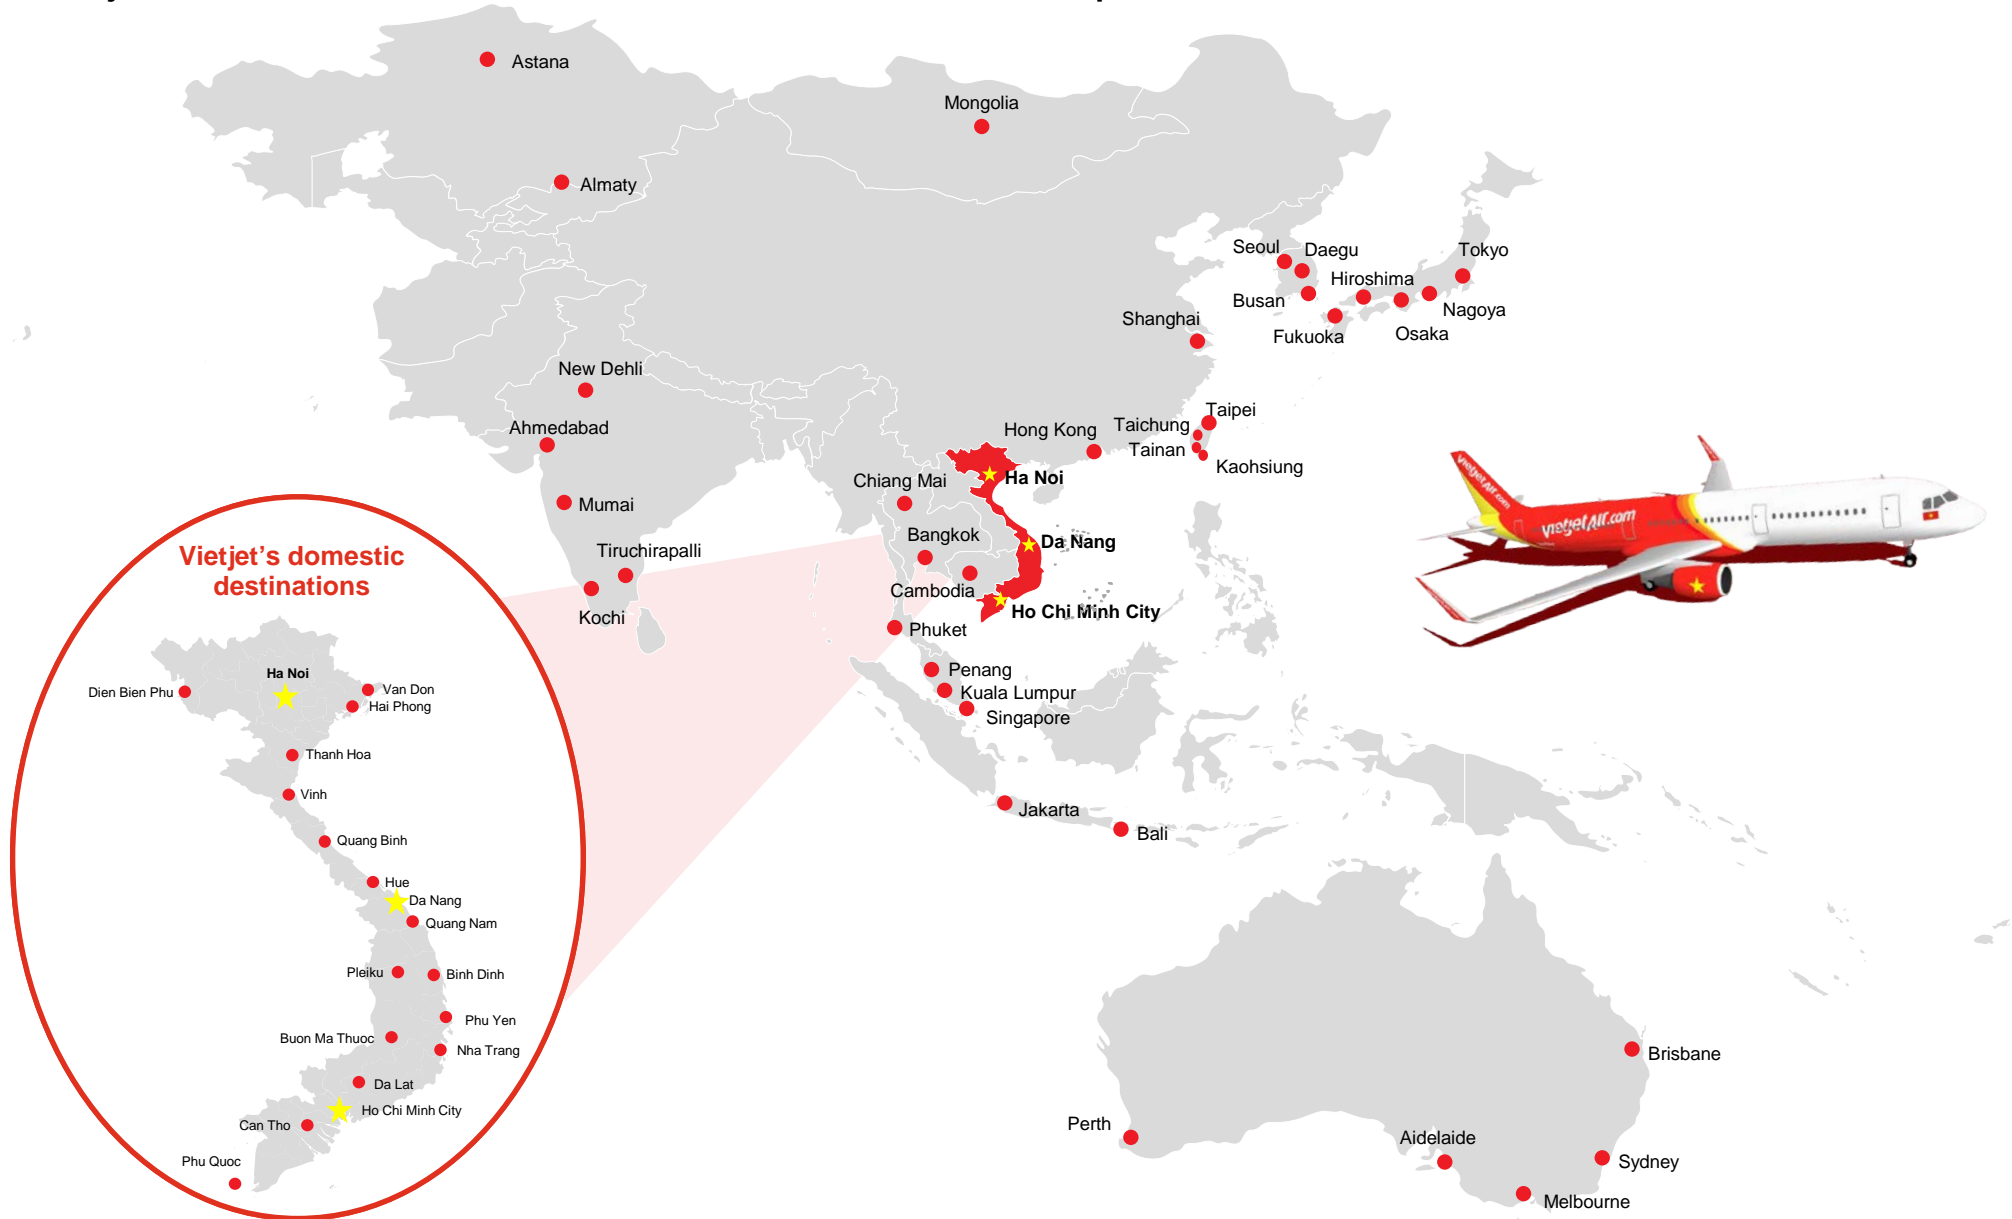 Astana
Mongolia
Almaty
Seoul
Daegu
Tokyo
Hiroshima
Busan
Nagoya
Shanghai
Fukuoka
Osaka
New Dehli
Ahmedabad
Taipei
Taichung
Hong Kong
Tainan
Kaohsiung
Ha Noi
Chiang Mai
Mumai
Bangkok
Da Nang
Tiruchirapalli
Cambodia
Kochi
Ho Chi Minh City
Phuket
Penang
Kuala Lumpur
Singapore
Jakarta
Bali
Brisbane
Perth
Aidelaide
Sydney
Melbourne
vietjetAir.com
vietjetAir.com
Vietjet's domestic
destinations
Ha Noi
Dien Bien Phu
Van Don
Hai Phong
Thanh Hoa
Vinh
Quang Binh
Hue
Da Nang
Quang Nam
Pleiku
Binh Dinh
Phu Yen
Buon Ma Thuoc
Nha Trang
Da Lat
Ho Chi Minh City
Can Tho
Phu Quoc